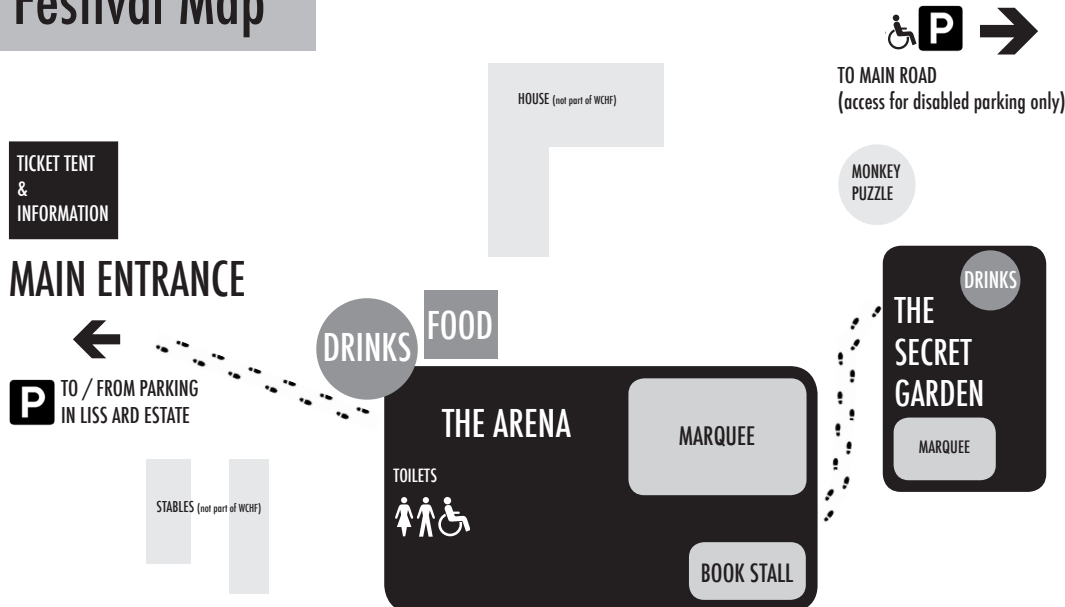 Festival Map
P
TO MAIN ROAD
(access for disabled parking only)
HOUSE (not part of WCHF)
TICKET TENT
&
INFORMATION
MONKEY
PUZZLE
MAIN ENTRANCE
DRINKS
FOOD
DRINKS
THE
SECRET
GARDEN
MARQUEE
P
TO / FROM PARKING
IN LISS ARD ESTATE
THE ARENA
MARQUEE
TOILETS
STABLES (not part of WCHF)
BOOK STALL